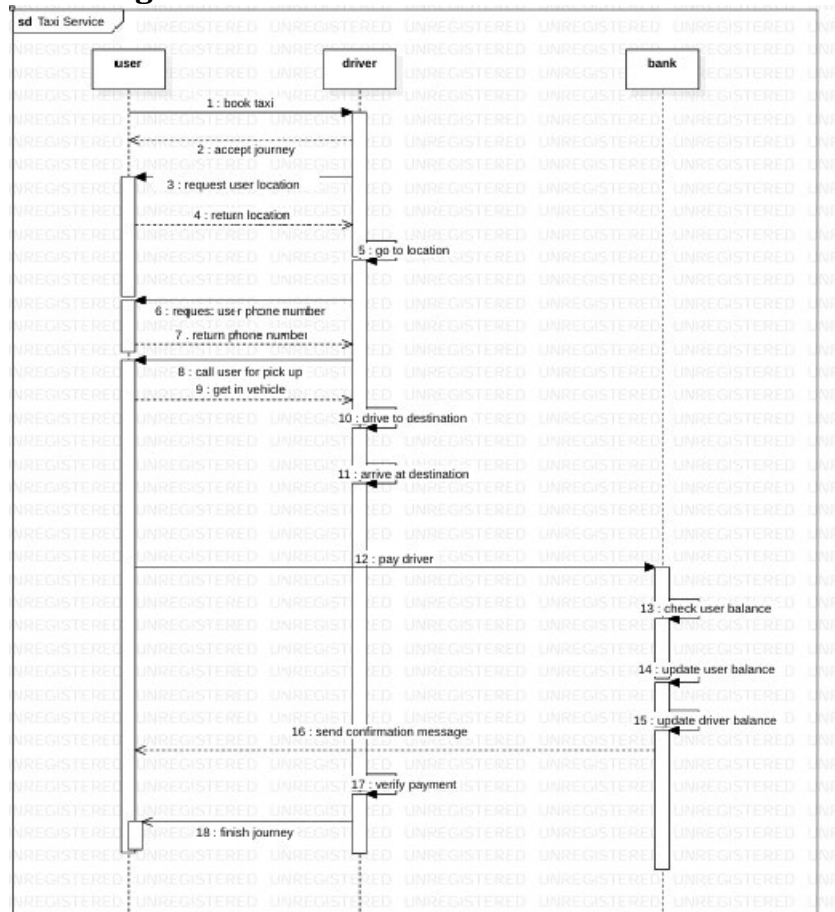 sd Taxi Service
user
driver
bank
1 : book taxi
2 : accept journey
3 : request user location
4 : return location
5 : go to location
6 : request user phone number
7 : return phone number
8 : call user for pick up
9 : get in vehicle
10 : drive to destination
11 : arrive at destination
12 : pay driver
13 : check user balance
14 : update user balance
15 : update driver balance
16 : send confirmation message
17 : verify payment
18 : finish journey
UNREGISTERED